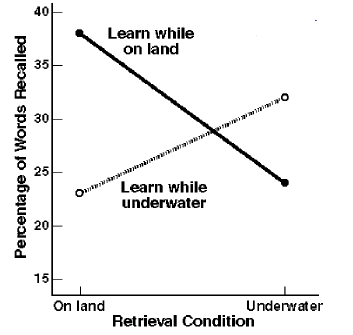 40
35
30
25
20
15
Percentage of Words Recalled
Learn while
on land
Learn while
underwater
On land
Underwater
Retrieval Condition